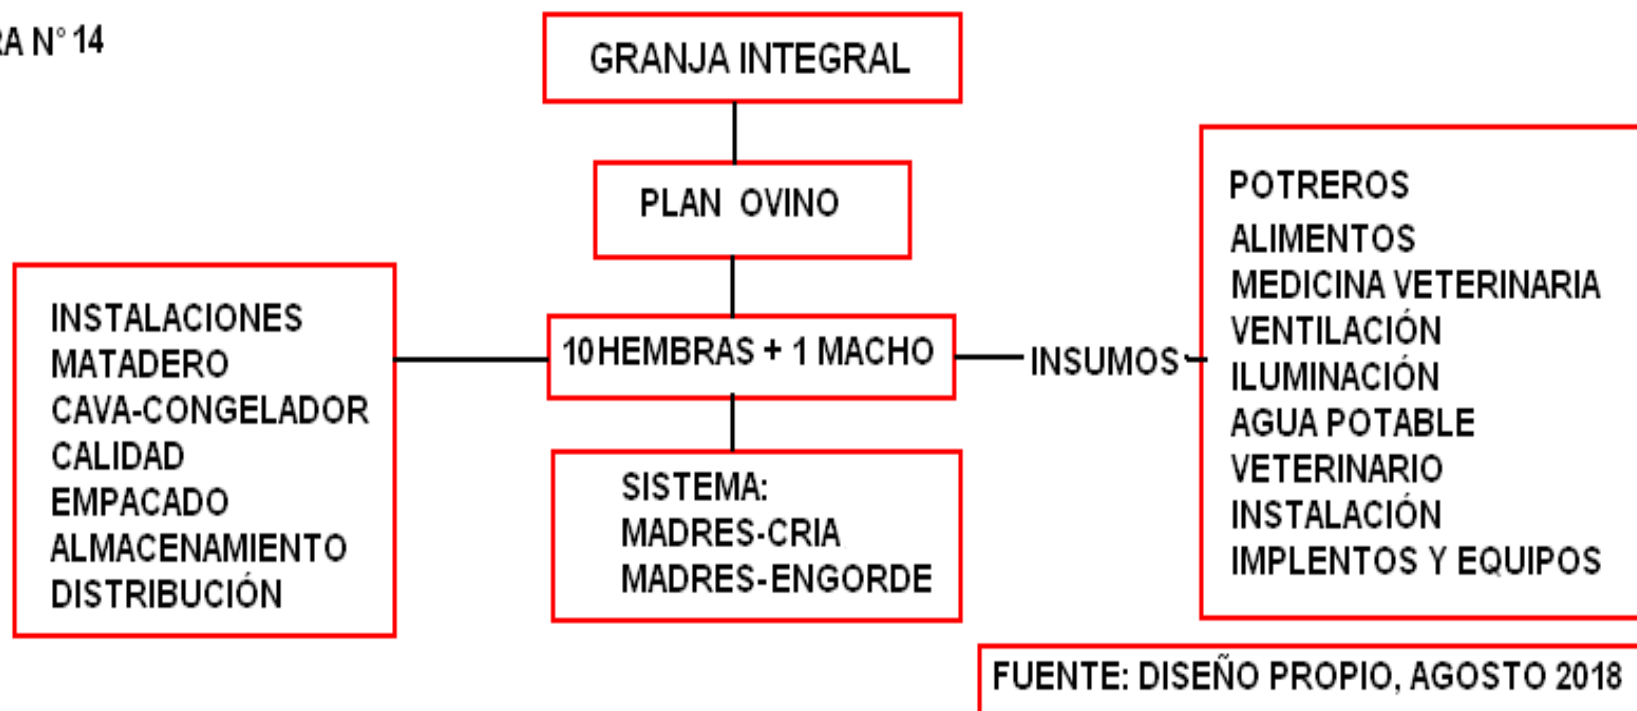 RA N° 14
GRANJA INTEGRAL
PLAN OVINO
INSTALACIONES
MATADERO
CAVA-CONGELADOR
CALIDAD
EMPACADO
ALMACENAMIENTO
DISTRIBUCIÓN
10 HEMBRAS + 1 MACHO
INSUMOS
SISTEMA:
MADRES-CRIA
MADRES-ENGORDE
POTREROS
ALIMENTOS
MEDICINA VETERINARIA
VENTILACIÓN
ILUMINACIÓN
AGUA POTABLE
VETERINARIO
INSTALACIÓN
IMPLENTOS Y EQUIPOS
FUENTE: DISEÑO PROPIO, AGOSTO 2018